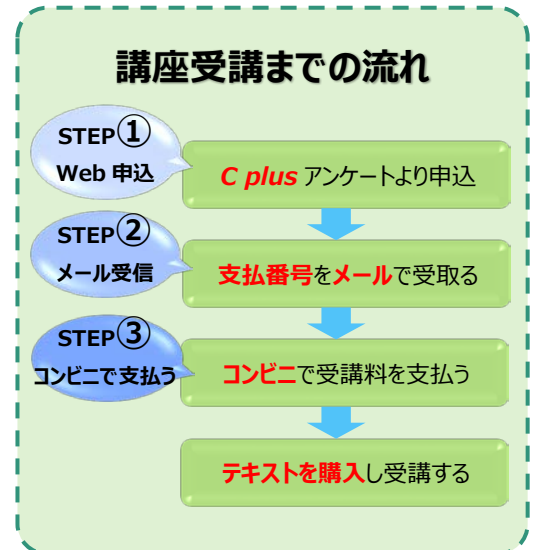 講座受講までの流れ
STEP①
Web 申込
C plus アンケートより申込
STEP②
メール受信
支払番号をメールで受取る
STEP③
コンビニで支払う
コンビニで受講料を支払う
テキストを購入し受講する